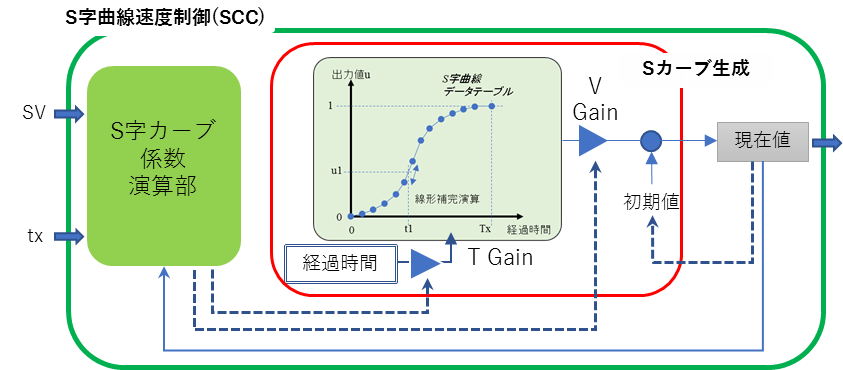 S字曲線速度制御(SCC)
Sカーブ生成
SV
tx
S字カーブ
係数
演算部
出力値u
S字曲線
データテーブル
1
u1
0
線形補完演算
0
t1
Tx
経過時間
経過時間
T Gain
V
Gain
初期値
現在値